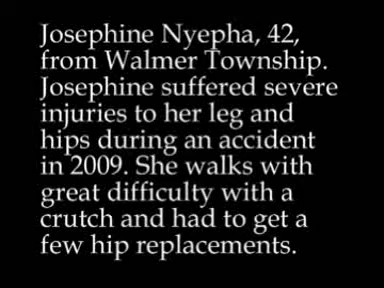 Josephine Nyepha, 42,
from Walmer Township.
Josephine suffered severe
injuries to her leg and
hips during an accident
in 2009. She walks with
great difficulty with a
crutch and had to get a
few hip replacements.